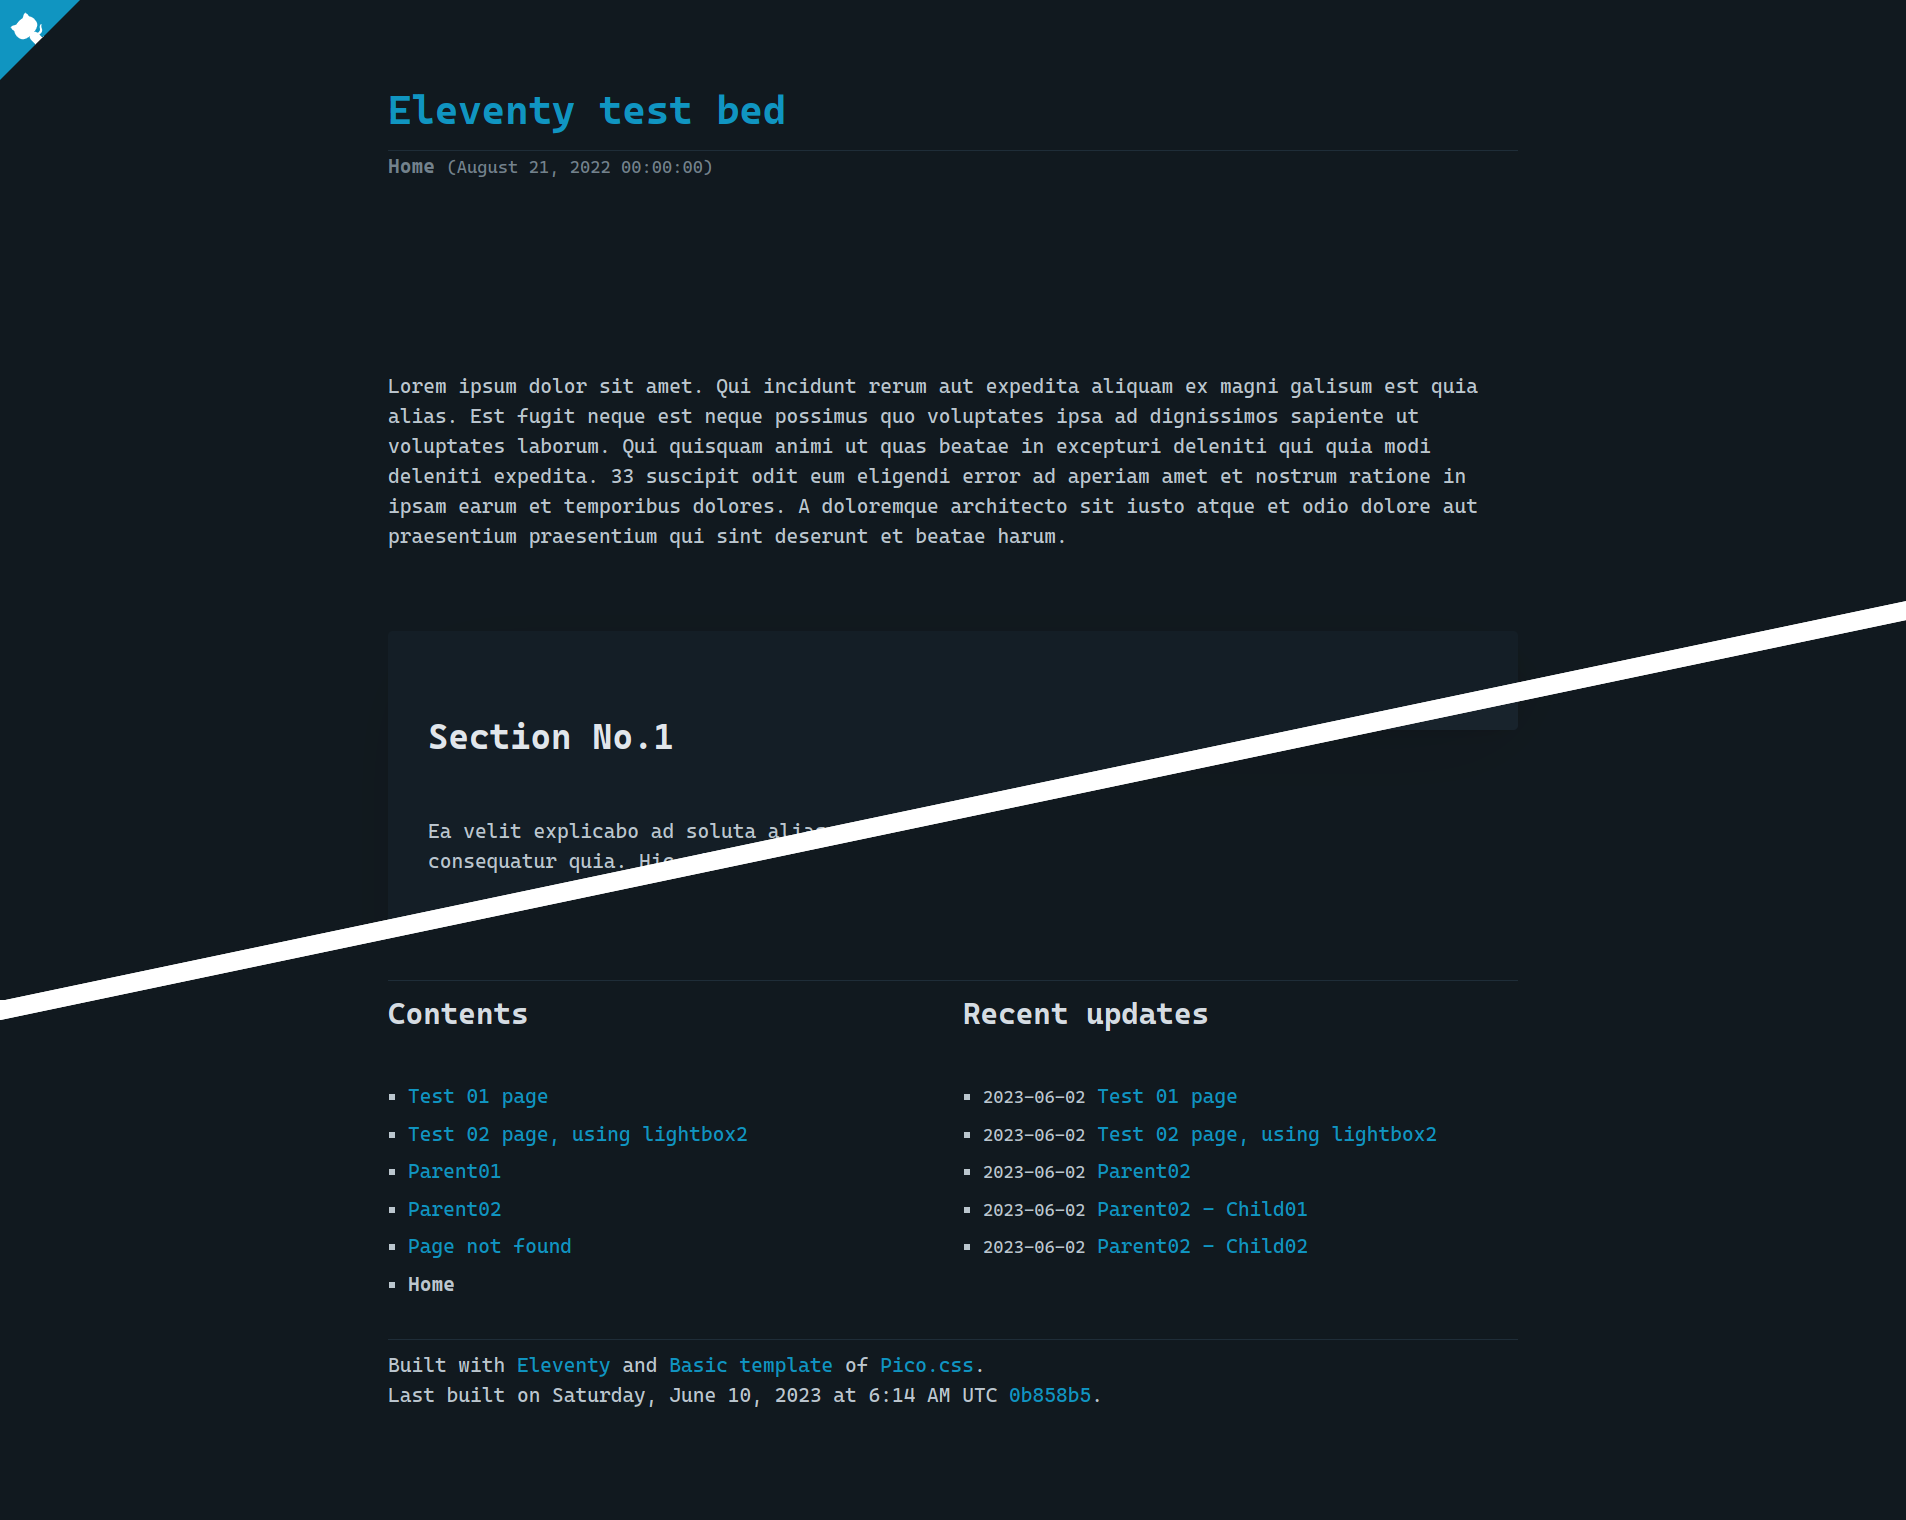 Eleventy test bed
Home (August 21, 2022 00:00:00)
Lorem ipsum dolor sit amet. Qui incidunt rerum aut expedita aliquam ex magni galisum est quia
alias. Est fugit neque est neque possimus quo voluptates ipsa ad dignissimos sapiente ut
voluptates laborum. Qui quisquam animi ut quas beatae in excepturi deleniti qui quia modi
deleniti expedita. 33 suscipit odit eum eligendi error ad aperiam amet et nostrum ratione in
ipsam earum et temporibus dolores. A doloremque architecto sit iusto atque et odio dolore aut
praesentium praesentium qui sint deserunt et beatae harum.
Section No.1
Ea velit explicabo ad soluta alias
consequatur quia. Hic
Contents
Test 01 page
Test 02 page, using lightbox2
Parent01
Parent02
Page not found
Home
Recent updates
2023-06-02 Test 01 page
2023-06-02 Test 02 page, using lightbox2
2023-06-02 Parent02
2023-06-02 Parent02 - Child01
2023-06-02 Parent02 - Child02
Built with Eleventy and Basic template of Pico.css.
Last built on Saturday, June 10, 2023 at 6:14 AM UTC 0b858b5.